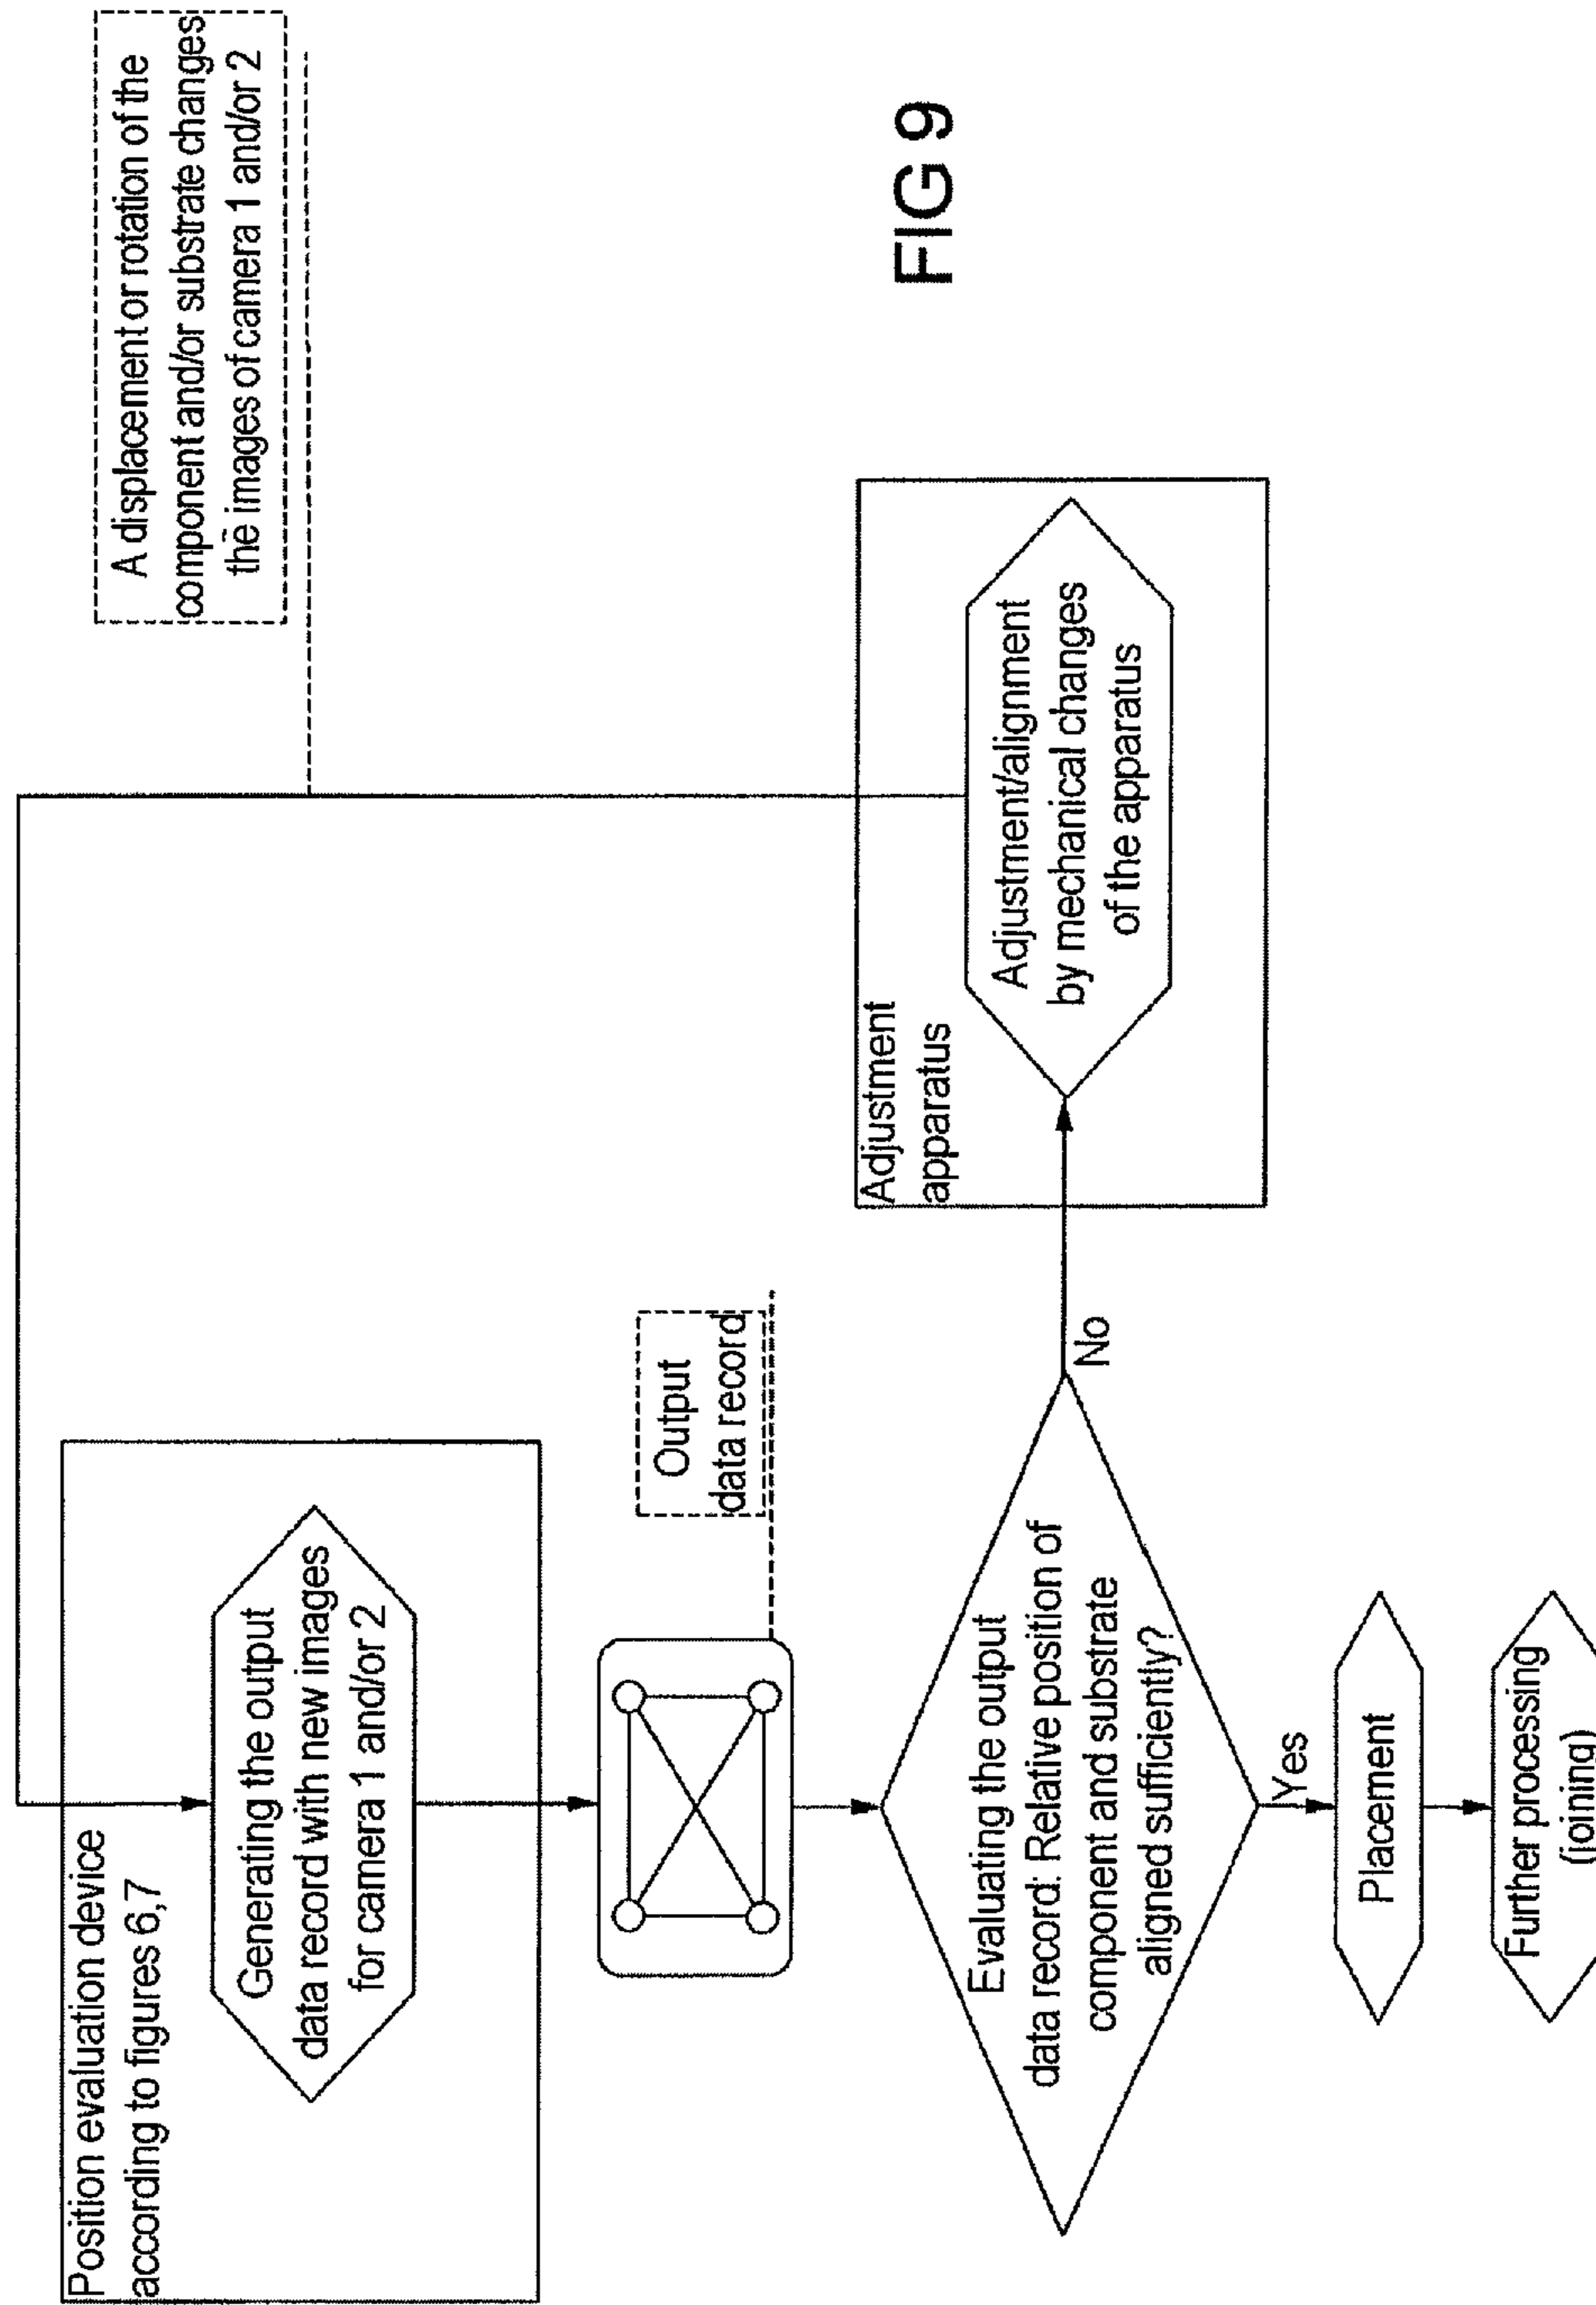 A displacement or rotation of the
component and/or substrate changes
the images of camera 1 and/or 2
Position evaluation device
according to figures 6,7
Generating the output
data record with new images
for camera 1 and/or 2
Output
data record
Evaluating the output
data record: Relative position of
component and substrate
aligned sufficiently?
No
Adjustment
apparatus
Adjustment/alignment
by mechanical changes
of the apparatus
Yes
Placement
Further processing
(joining)
FIG 9